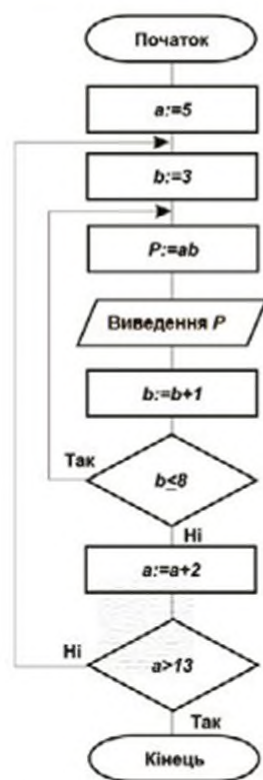 Початок
a:=5
b:=3
P:=ab
Виведення P
b:=b+1
Так
b≤8
Ні
a:=a+2
Ні
a>13
Так
Кінець